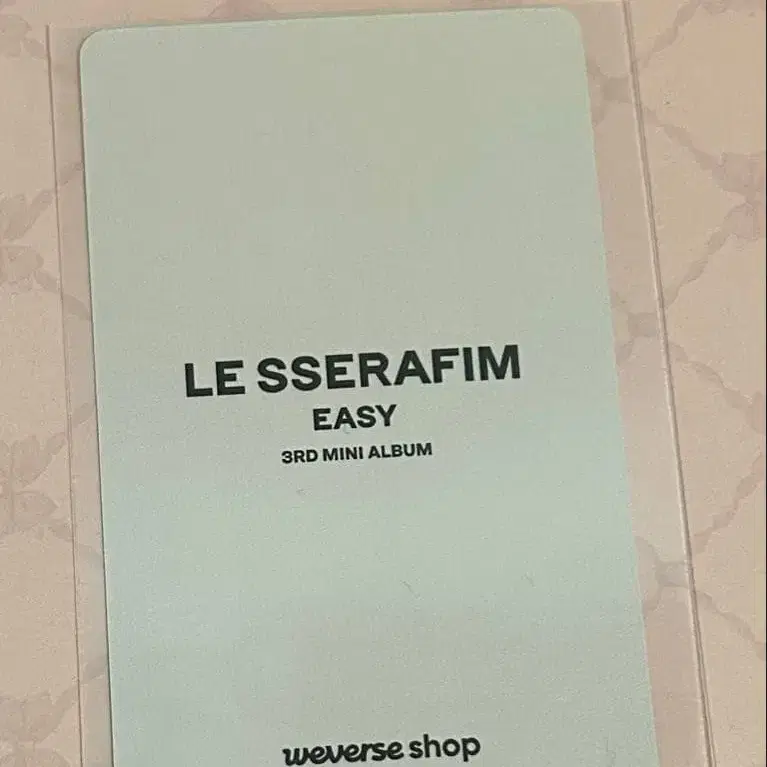 LE SSERAFIM
EASY
3RD MINI ALBUM
weverse shop